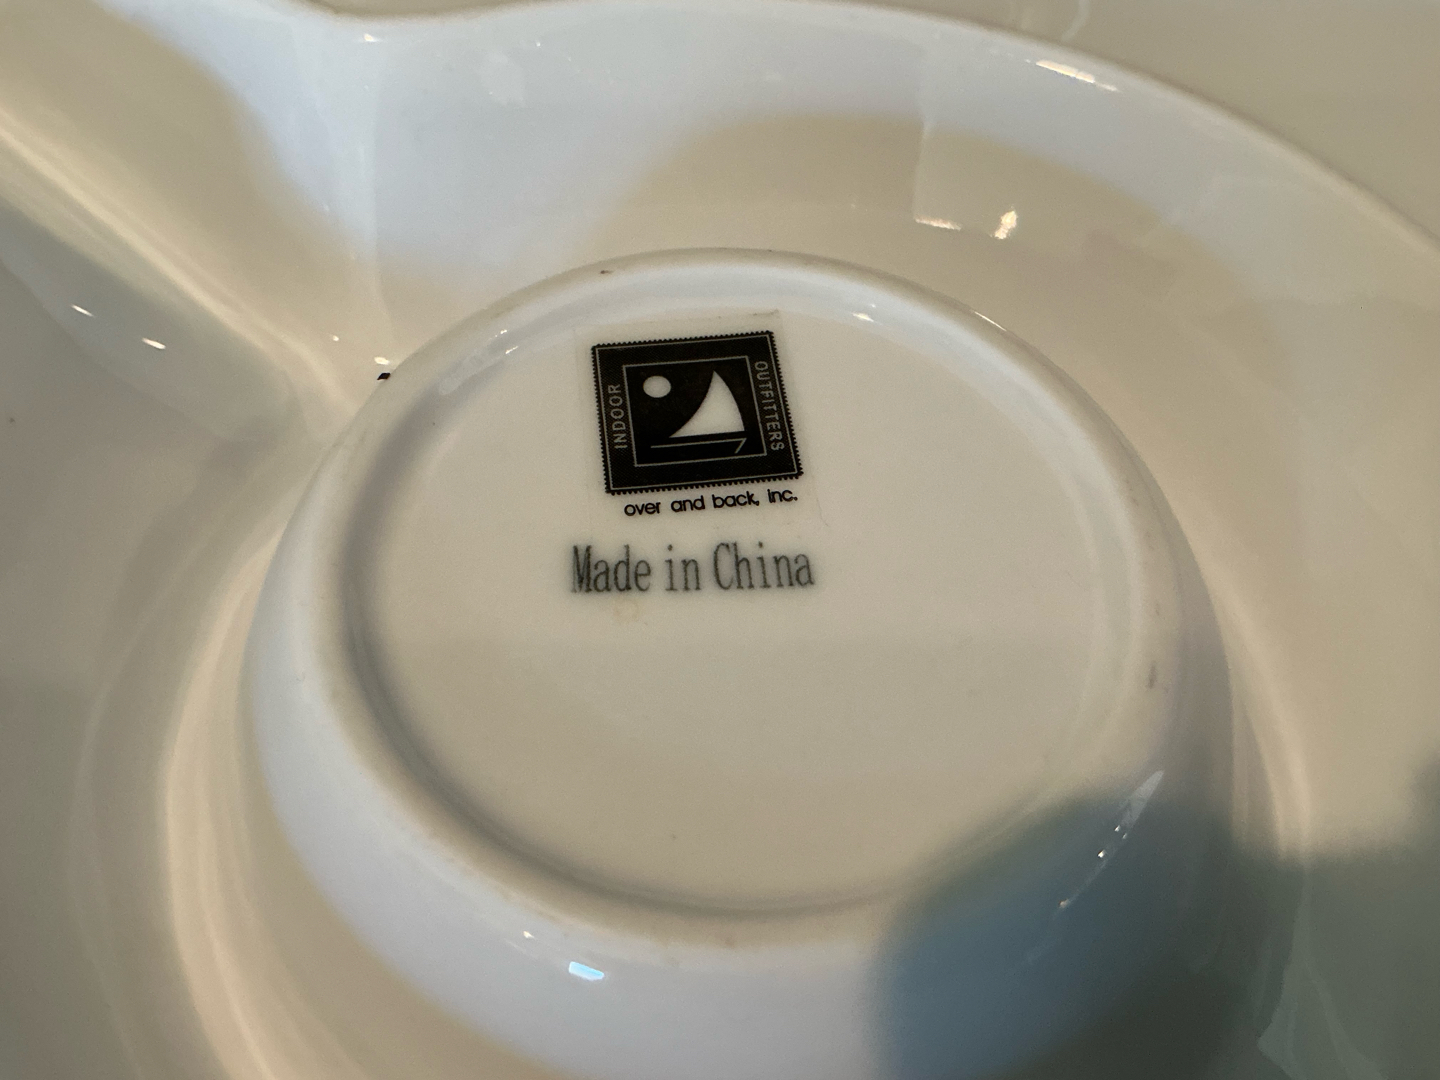 INDOOR
OUTFITTERS
over and back, inc.
Made in China